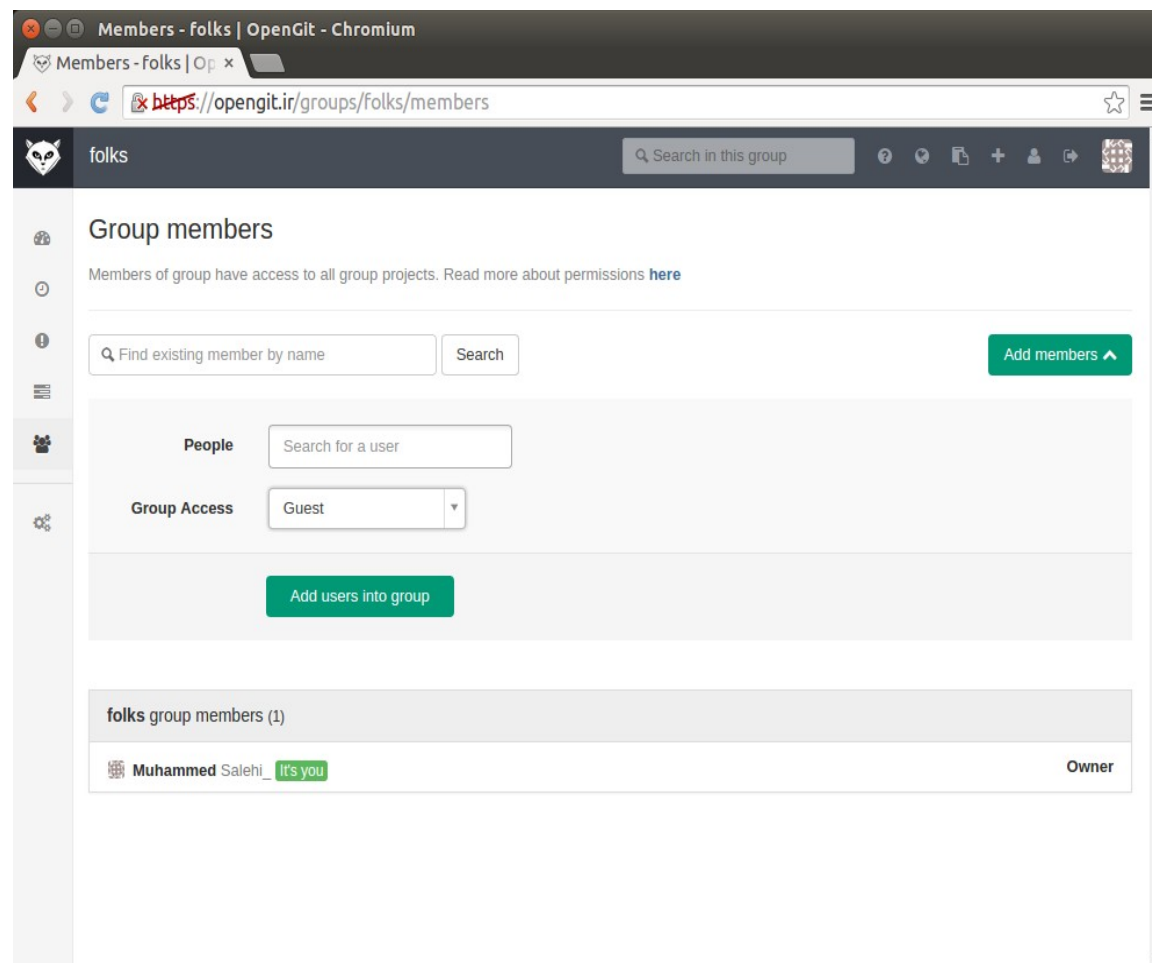 Members - folks | OpenGit - Chromium
Members - folks | Op
https://opengit.ir/groups/folks/members
folks
Search in this group
Group members
Members of group have access to all group projects. Read more about permissions here
Find existing member by name
Search
Add members
People
Search for a user
Group Access
Guest
Add users into group
folks group members (1)
Muhammed Salehi_ It's you
Owner